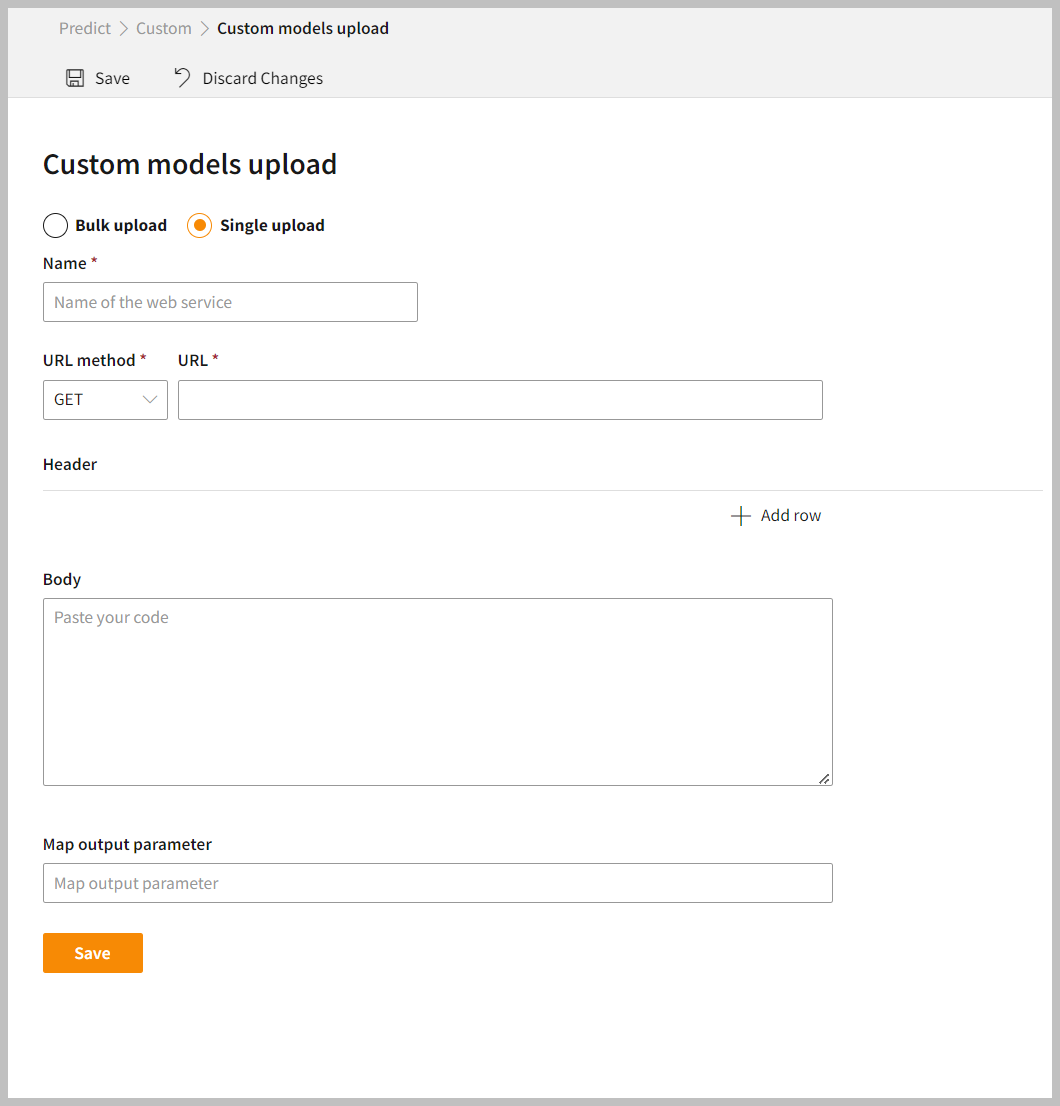 Predict > Custom > Custom models upload
Save Discard Changes
Custom models upload
Bulk upload Single upload
Name *
Name of the web service
URL method * URL *
GET
Header
Add row
Body
Paste your code
Map output parameter
Map output parameter
Save